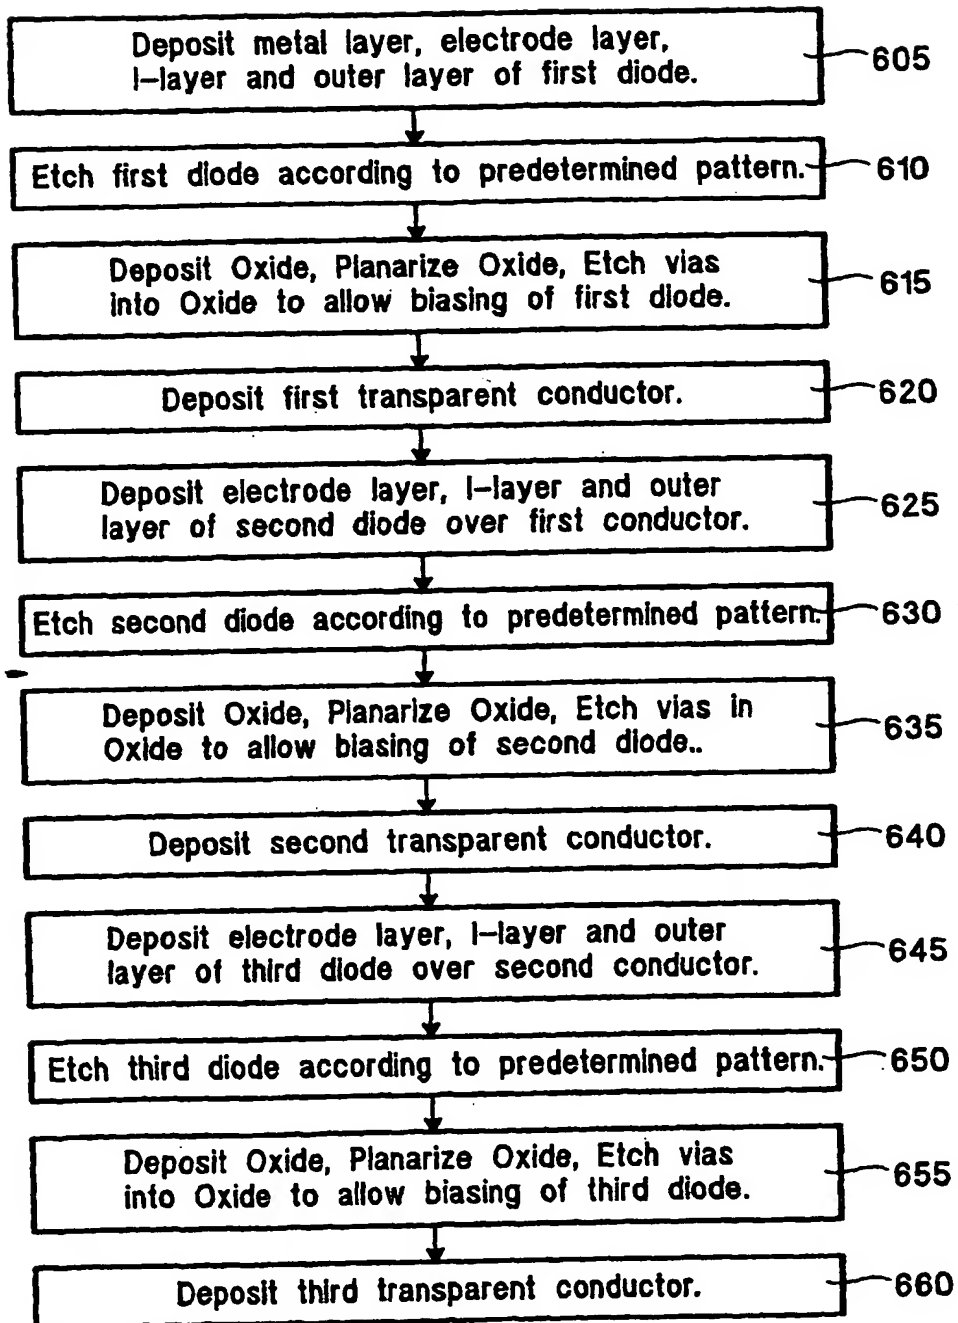 Deposit metal layer, electrode layer,
I-layer and outer layer of first diode.
605
Etch first diode according to predetermined pattern.
610
Deposit Oxide, Planarize Oxide, Etch vias
into Oxide to allow biasing of first diode.
615
Deposit first transparent conductor.
620
Deposit electrode layer, I-layer and outer
layer of second diode over first conductor.
625
Etch second diode according to predetermined pattern.
630
Deposit Oxide, Planarize Oxide, Etch vias in
Oxide to allow biasing of second diode..
635
Deposit second transparent conductor.
640
Deposit electrode layer, I-layer and outer
layer of third diode over second conductor.
645
Etch third diode according to predetermined pattern.
650
Deposit Oxide, Planarize Oxide, Etch vias
into Oxide to allow biasing of third diode.
655
Deposit third transparent conductor.
660